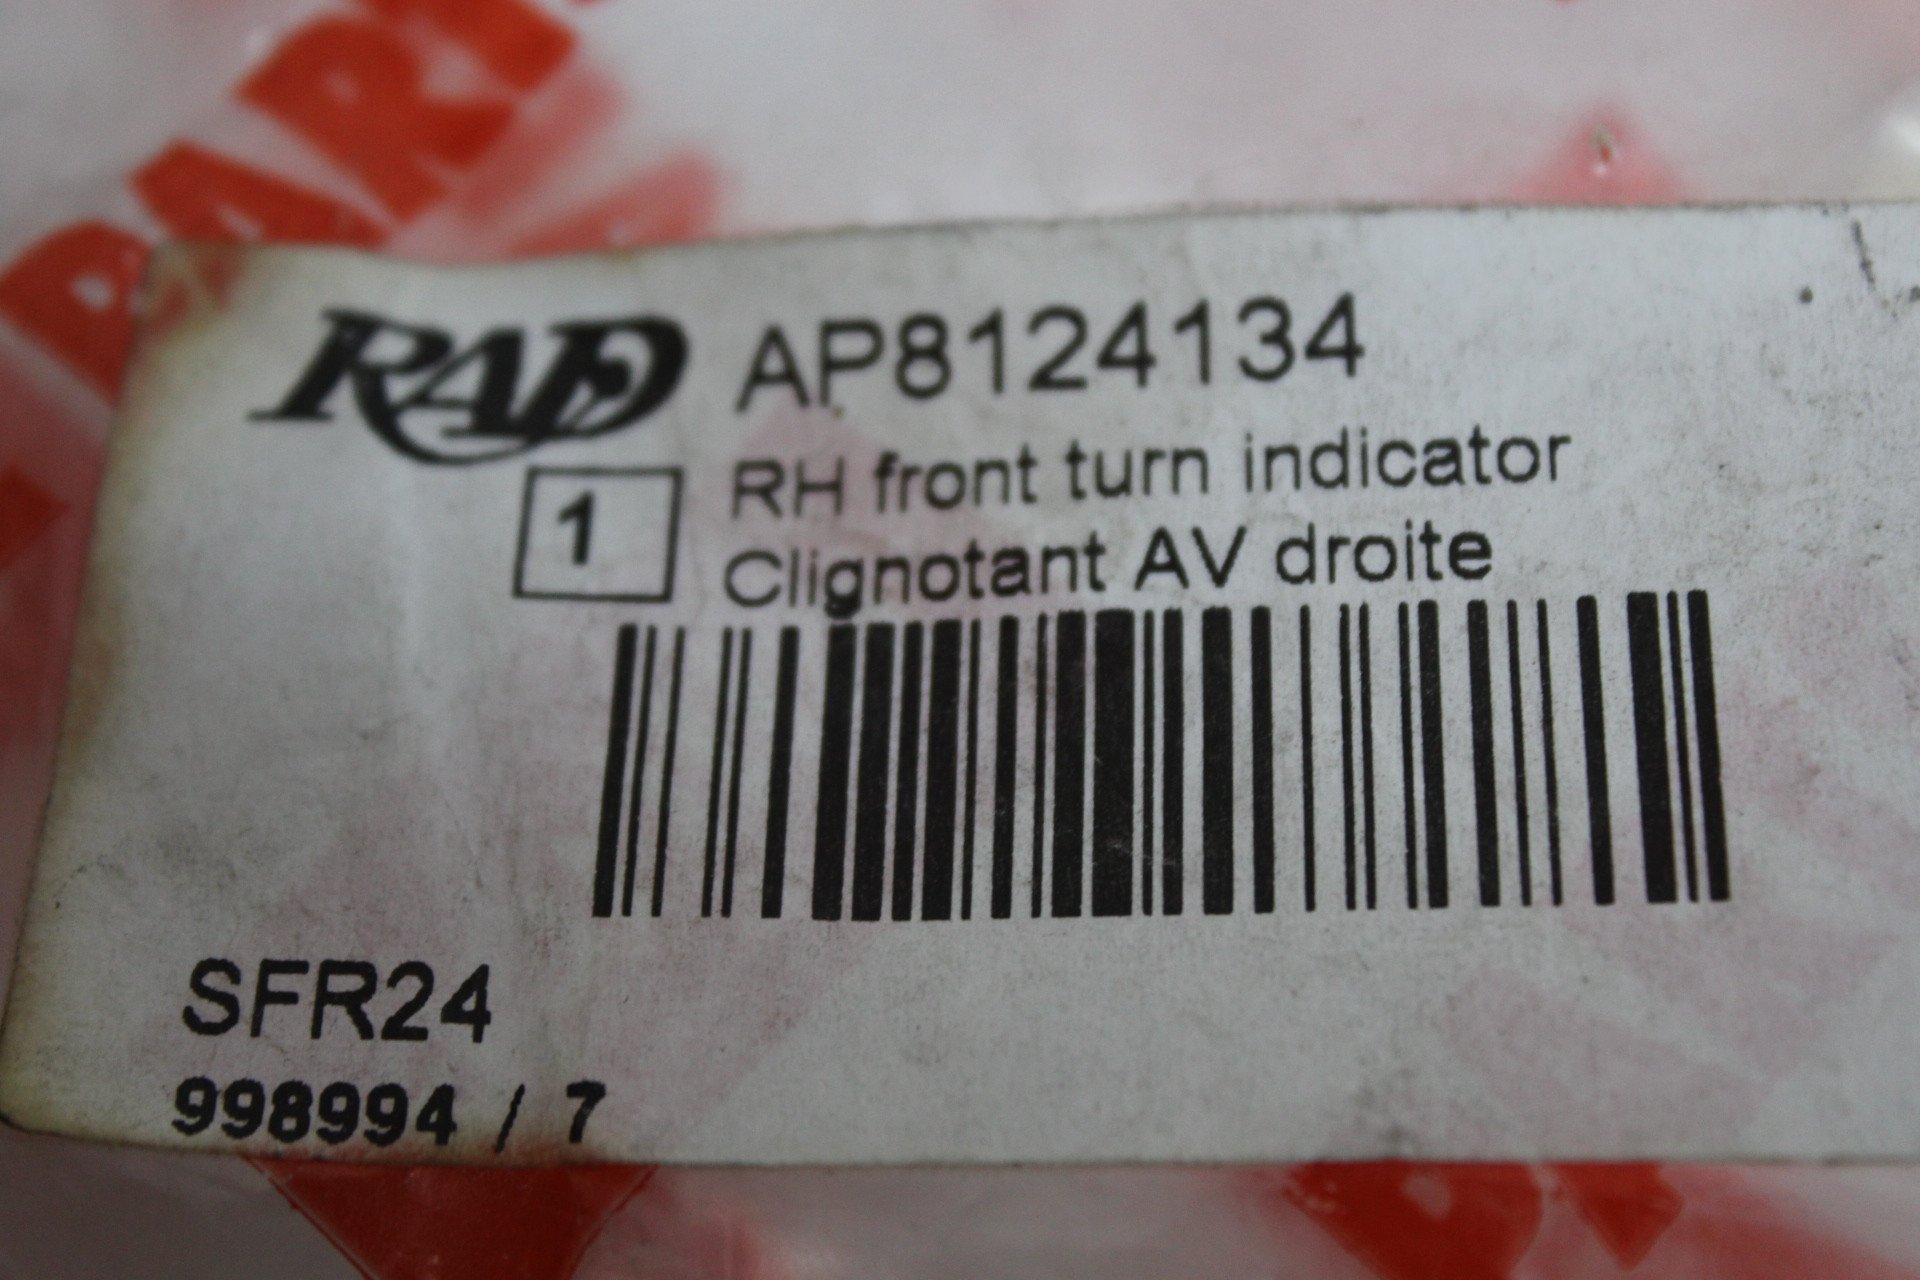 RAD AP8124134
1 RH front turn indicator
Clignotant AV droite
SFR24
998994 / 7